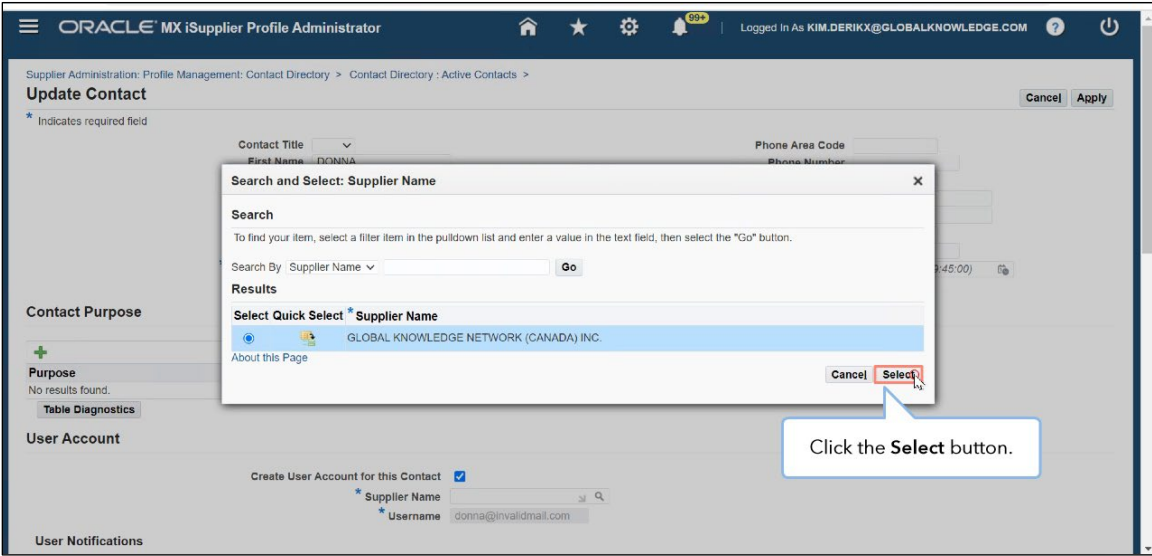 ORACLE MX iSupplier Profile Administrator
99+
Logged In As KIM.DERIKX@GLOBALKNOWLEDGE.COM
?
Supplier Administration: Profile Management: Contact Directory > Contact Directory : Active Contacts >
Update Contact
Cancel Apply
* Indicates required field
Contact Title
Phone Area Code
First Name DONNA
Phone Number
Search and Select: Supplier Name
Search
To find your item, select a filter item in the pulldown list and enter a value in the text field, then select the "Go" button.
Search By Supplier Name Go
:45:00)
Results
Contact Purpose
Select Quick Select * Supplier Name
GLOBAL KNOWLEDGE NETWORK (CANADA) INC.
About this Page
Purpose
Cancel Select
No results found.
Table Diagnostics
User Account
Click the Select button.
Create User Account for this Contact
* Supplier Name
* Username donna@invalidmail.com
User Notifications